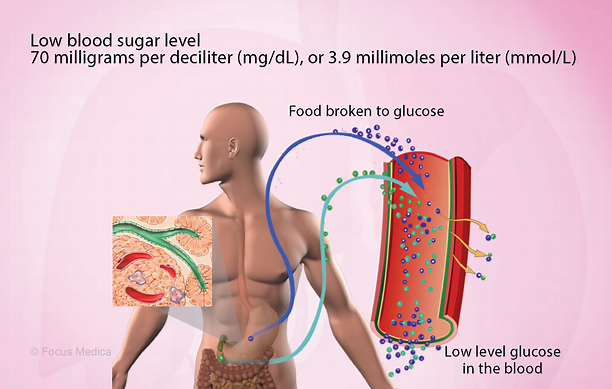 Low blood sugar level
70 milligrams per deciliter (mg/dL), or 3.9 millimoles per liter (mmol/L)
Food broken to glucose
© Focus Medica
Low level glucose
in the blood